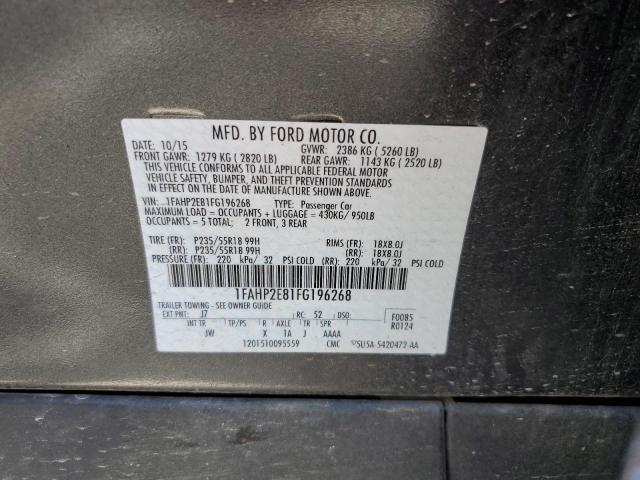 MFD. BY FORD MOTOR CO.
DATE: 10/15 GVWR: 2386 KG ( 5260 LB)
FRONT GAWR: 1279 KG ( 2820 LB) REAR GAWR: 1143 KG ( 2520 LB)
THIS VEHICLE CONFORMS TO ALL APPLICABLE FEDERAL MOTOR
VEHICLE SAFETY, BUMPER, AND THEFT PREVENTION STANDARDS
IN EFFECT ON THE DATE OF MANUFACTURE SHOWN ABOVE.
VIN: 1FAHP2E81FG196268 TYPE: Passenger Car
MAXIMUM LOAD = OCCUPANTS + LUGGAGE = 430KG/ 950LB
OCCUPANTS = 5 TOTAL: 2 FRONT, 3 REAR
TIRE (FR): P235/55R18 99H RIMS (FR): 18X8.0J
(RR): P235/55R18 99H (RR): 18X8.0J
PRESSURE (FR): 220 kPa/ 32 PSI COLD (RR): 220 kPa/ 32 PSI COLD
1FAHP2E81FG196268
TRAILER TOWING - SEE OWNER GUIDE
EXT PNT: J7 RC: 52 DSO: F0085
INT TR TP/PS R AXLE TR SPR R0124
JW X 1A J AAAA
1201510095559 CMC SU5A-5420472-AA